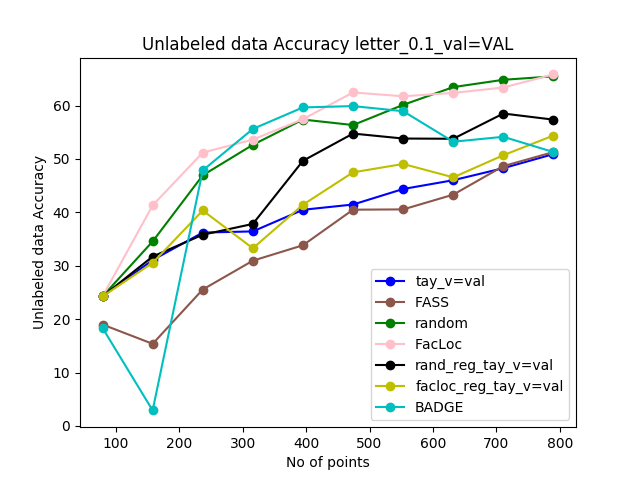 Unlabeled data Accuracy letter_0.1_val=VAL
Unlabeled data Accuracy
60
50
40
30
20
10
0
tay_v=val
FASS
random
FacLoc
rand_reg_tay_v=val
facloc_reg_tay_v=val
BADGE
100
200
300
400
500
600
700
800
No of points